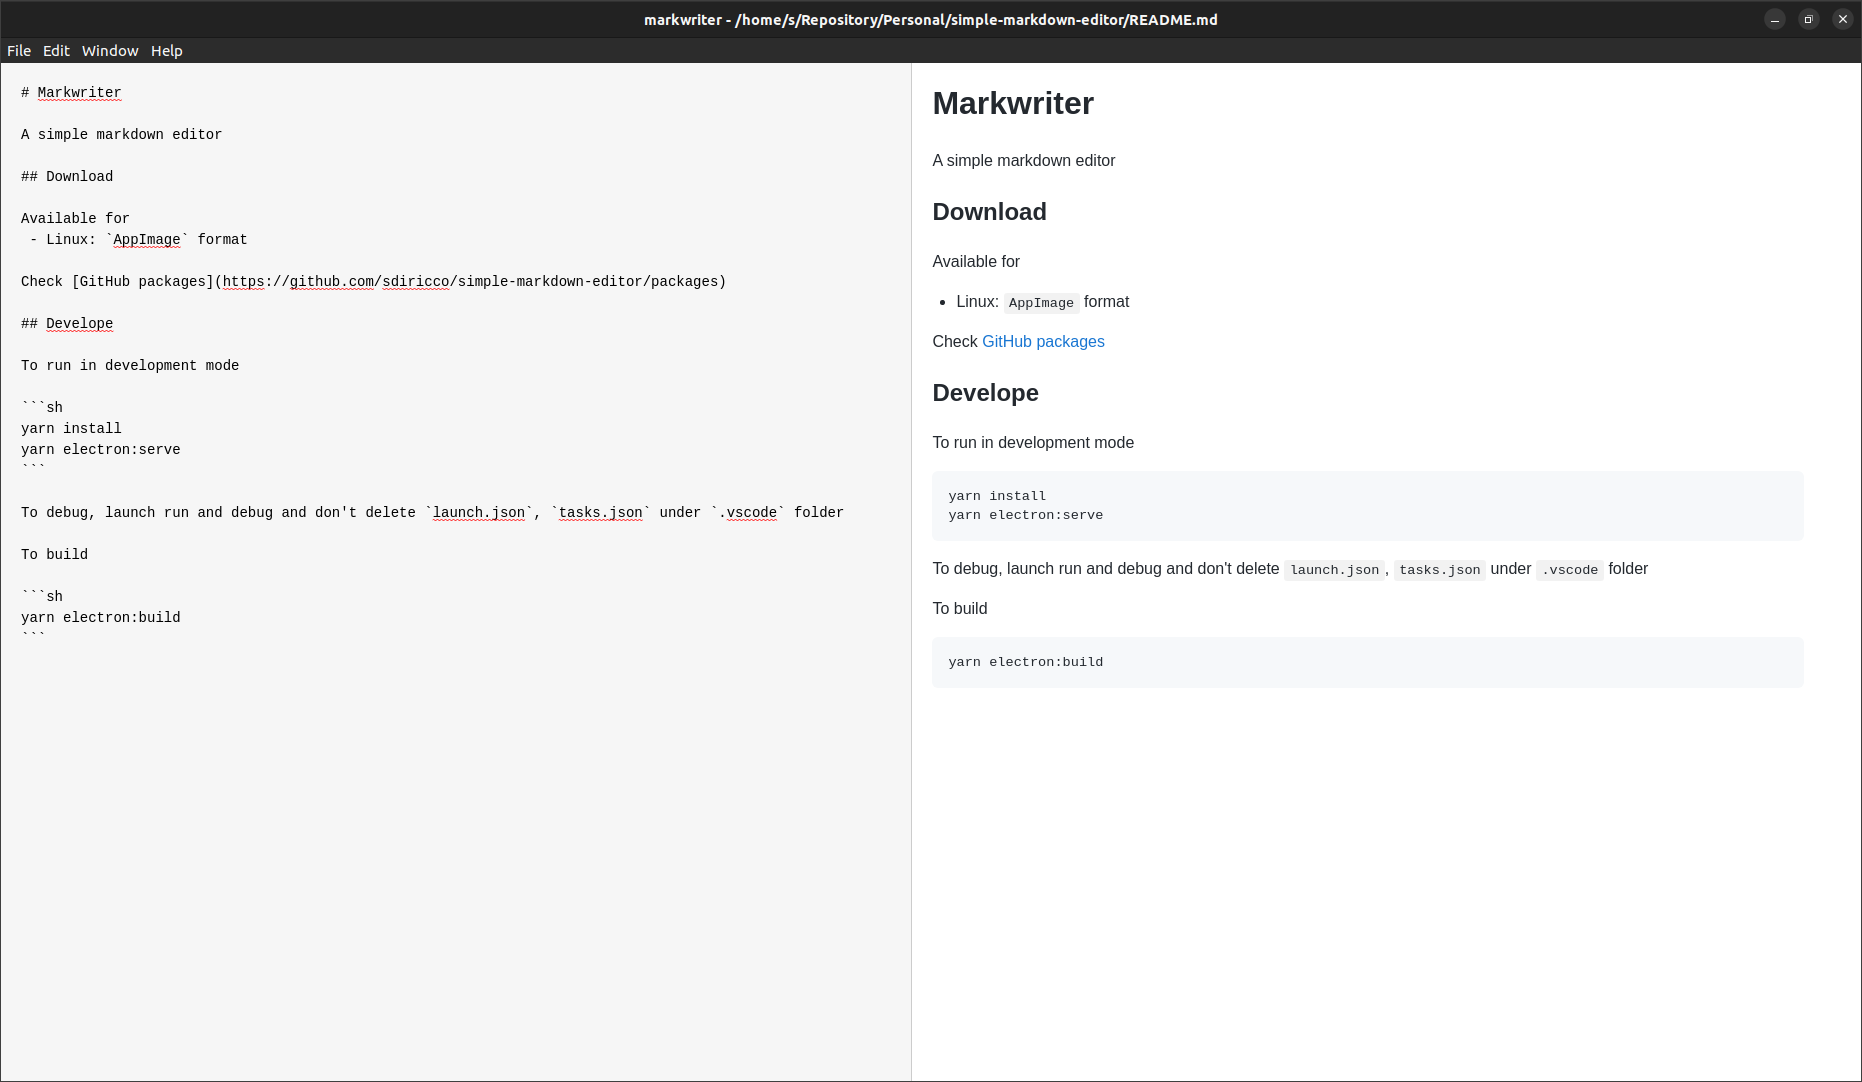 markwriter - /home/s/Repository/Personal/simple-markdown-editor/README.md
File Edit Window Help
# Markwriter
A simple markdown editor
## Download
Available for
 - Linux: `AppImage` format
Check [GitHub packages](https://github.com/sdiricco/simple-markdown-editor/packages)
## Develope
To run in development mode
```sh
yarn install
yarn electron:serve
```
To debug, launch run and debug and don't delete `launch.json`, `tasks.json` under `.vscode` folder
To build
```sh
yarn electron:build
```
Markwriter
A simple markdown editor
Download
Available for
• Linux: AppImage format
Check GitHub packages
Develope
To run in development mode
yarn install
yarn electron:serve
To debug, launch run and debug and don't delete launch.json, tasks.json under .vscode folder
To build
yarn electron:build